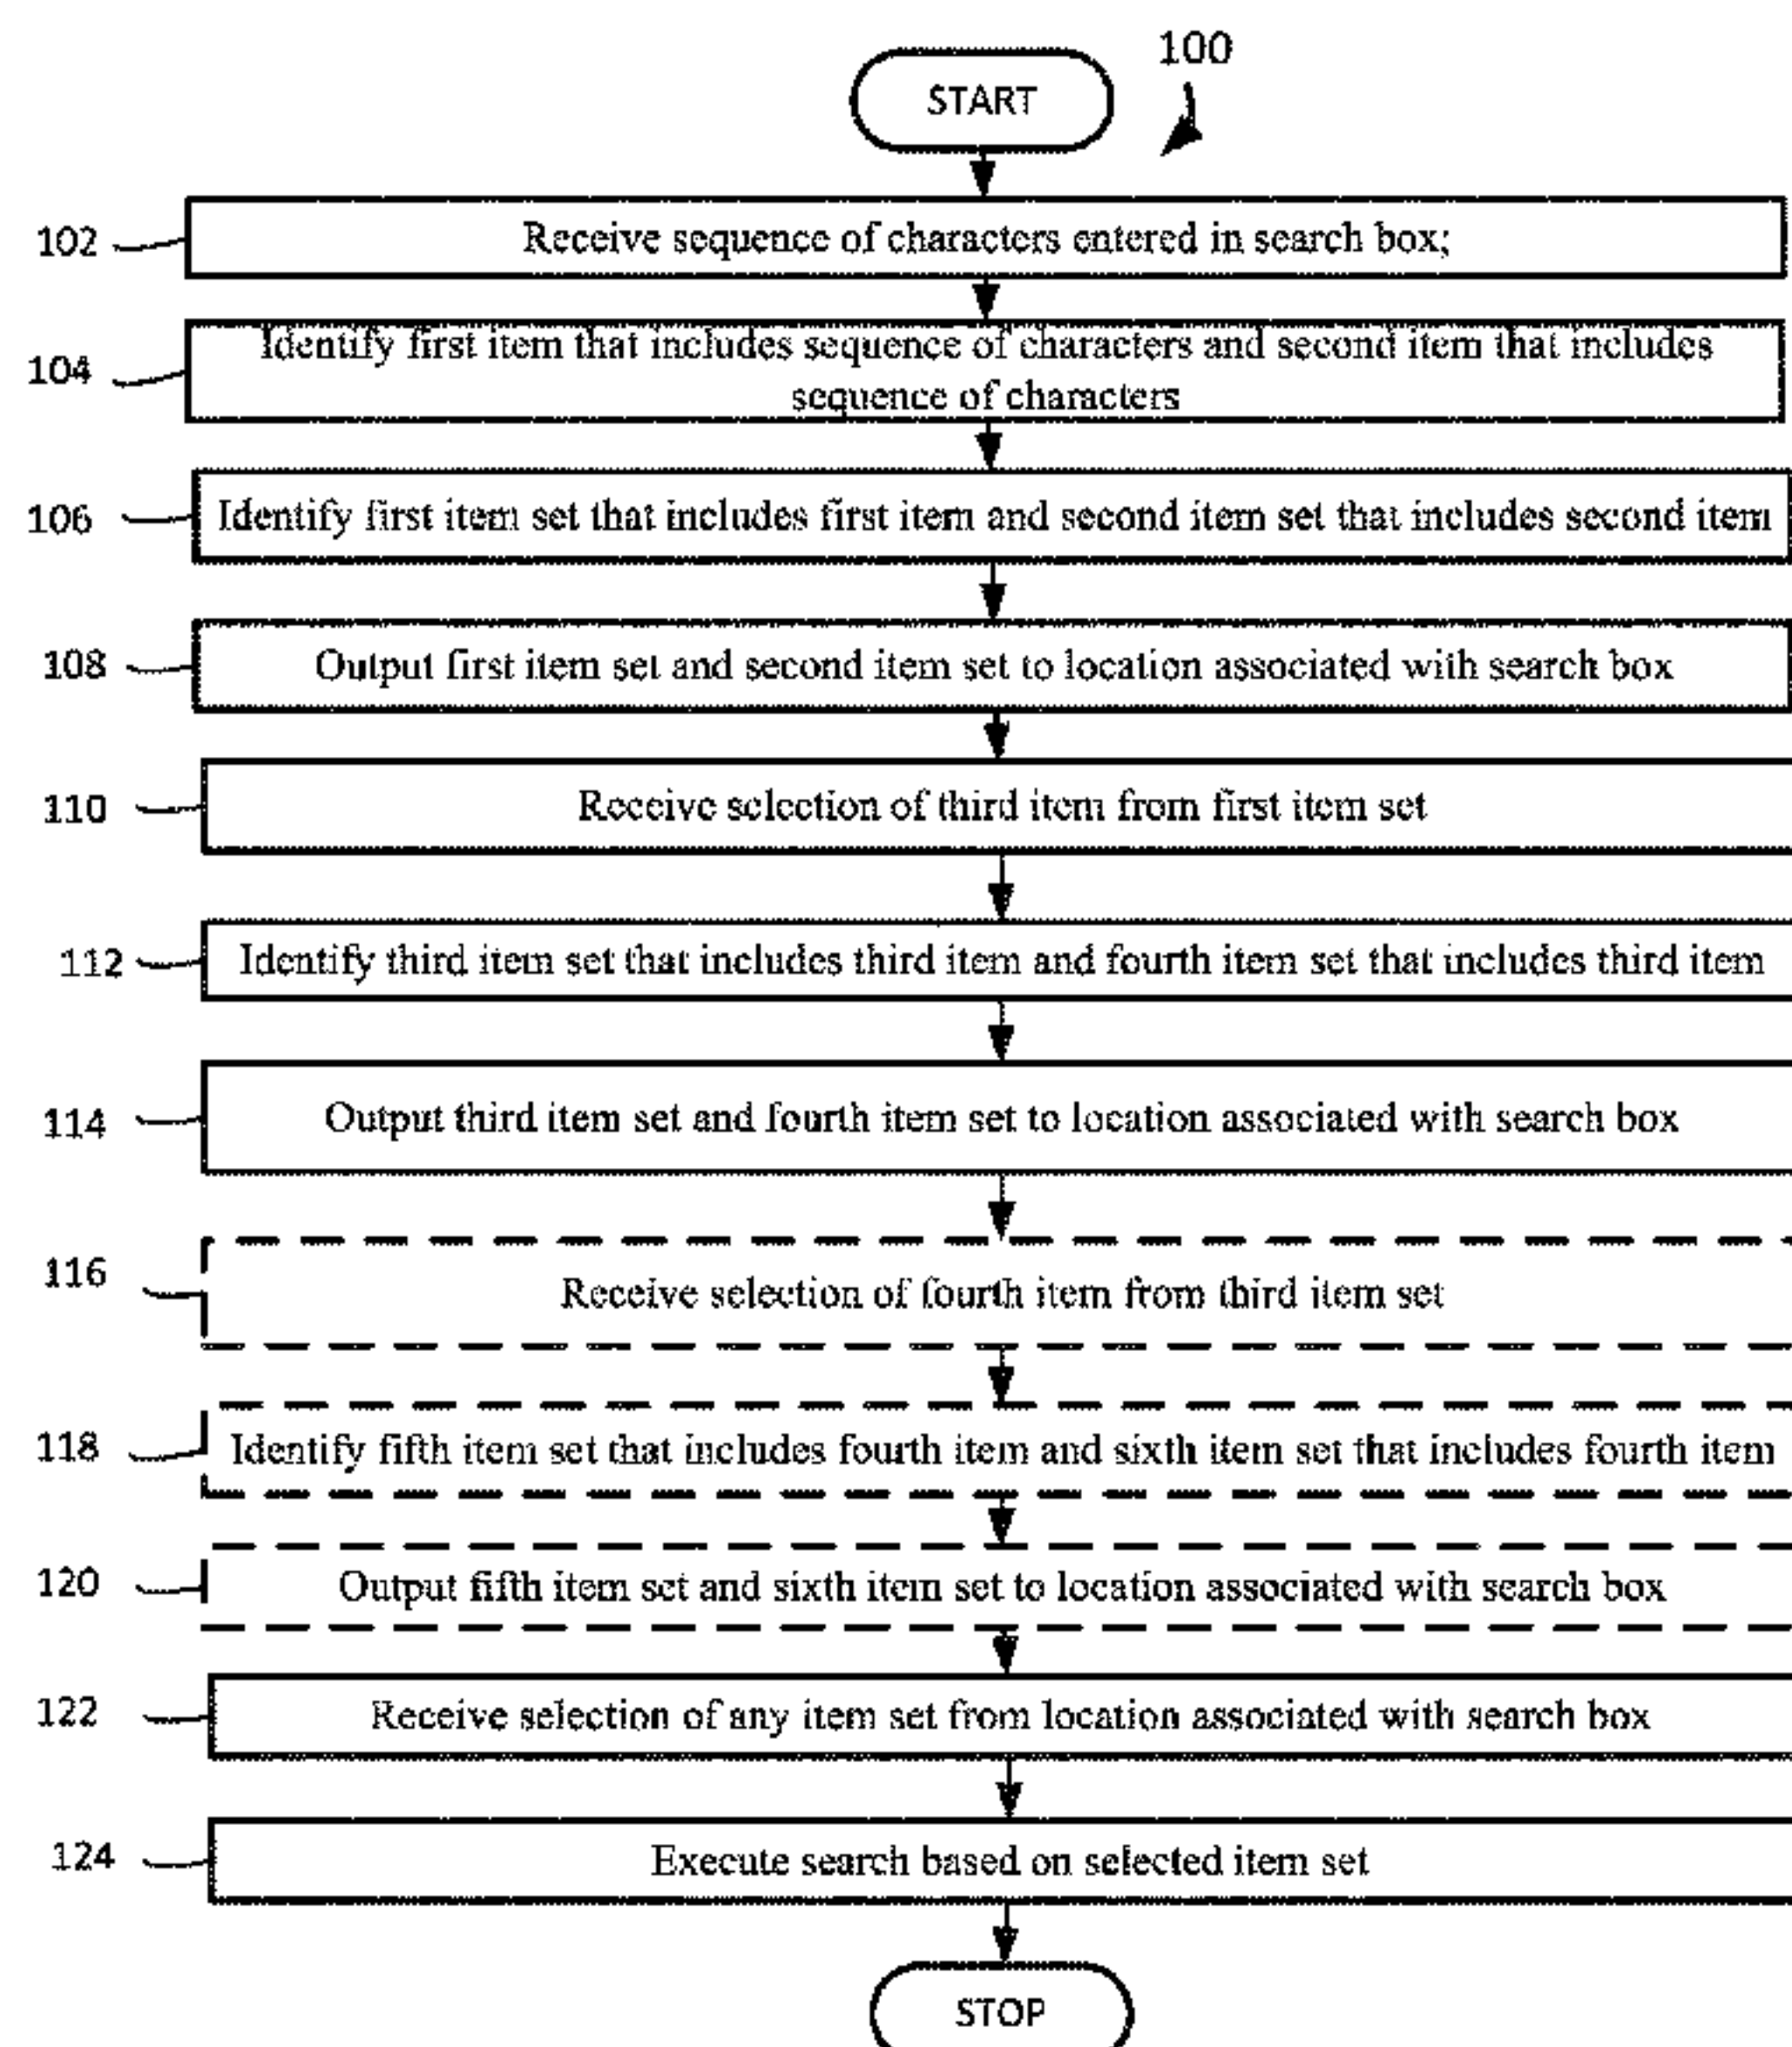 100
START
102
Receive sequence of characters entered in search box;
104
Identify first item that includes sequence of characters and second item that includes
sequence of characters
106
Identify first item set that includes first item and second item set that includes second item
108
Output first item set and second item set to location associated with search box
110
Receive selection of third item from first item set
112
Identify third item set that includes third item and fourth item set that includes third item
114
Output third item set and fourth item set to location associated with search box
116
Receive selection of fourth item from third item set
118
Identify fifth item set that includes fourth item and sixth item set that includes fourth item
120
Output fifth item set and sixth item set to location associated with search box
122
Receive selection of any item set from location associated with search box
124
Execute search based on selected item set
STOP